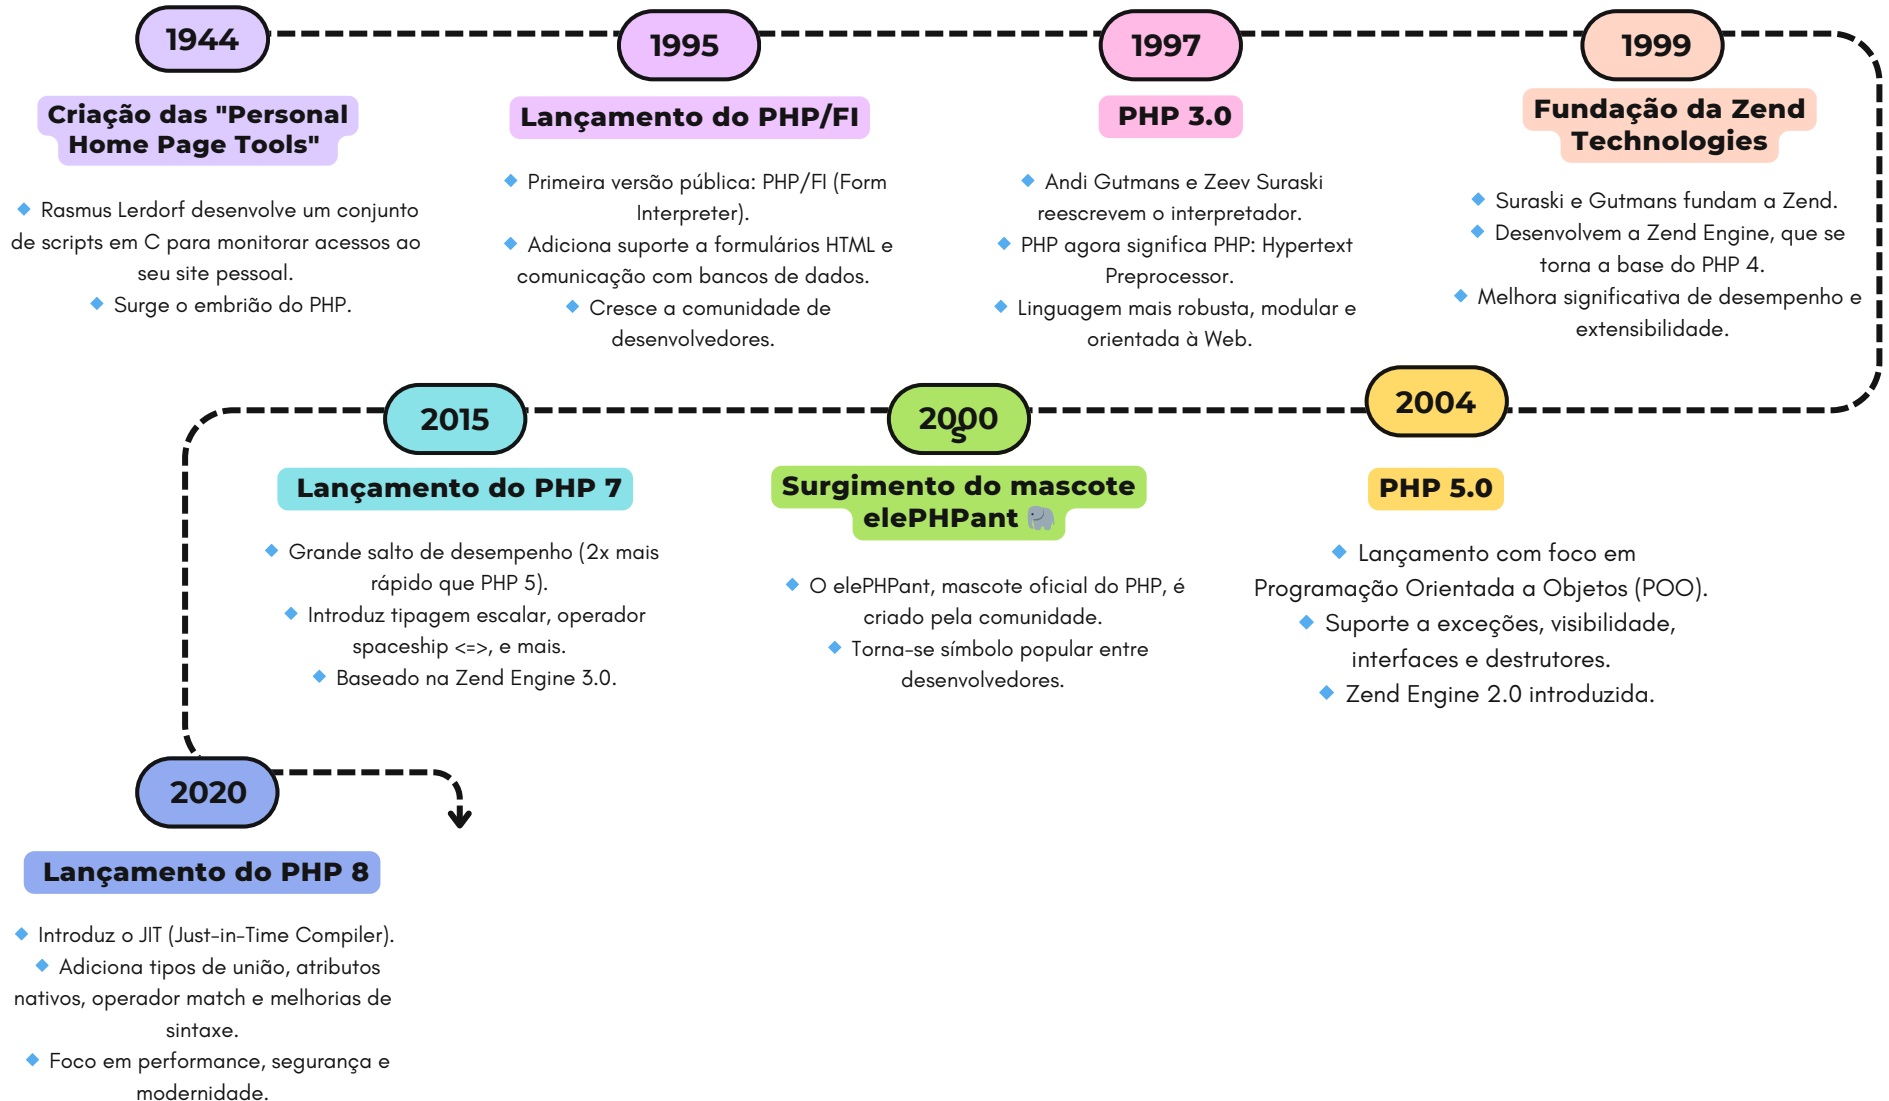 1944
Criação das "Personal
Home Page Tools"
Rasmus Lerdorf desenvolve um conjunto
de scripts em C para monitorar acessos ao
seu site pessoal.
Surge o embrião do PHP.
1995
Lançamento do PHP/FI
Primeira versão pública: PHP/FI (Form
Interpreter).
Adiciona suporte a formulários HTML e
comunicação com bancos de dados.
Cresce a comunidade de
desenvolvedores.
1997
PHP 3.0
Andi Gutmans e Zeev Suraski
reescrevem o interpretador.
PHP agora significa PHP: Hypertext
Preprocessor.
Linguagem mais robusta, modular e
orientada à Web.
1999
Fundação da Zend
Technologies
Suraski e Gutmans fundam a Zend.
Desenvolvem a Zend Engine, que se
torna a base do PHP 4.
Melhora significativa de desempenho e
extensibilidade.
2004
PHP 5.0
Lançamento com foco em
Programação Orientada a Objetos (POO).
Suporte a exceções, visibilidade,
interfaces e destrutores.
Zend Engine 2.0 introduzida.
2000
s
Surgimento do mascote
elePHPant 🐘
O elePHPant, mascote oficial do PHP, é
criado pela comunidade.
Torna-se símbolo popular entre
desenvolvedores.
2015
Lançamento do PHP 7
Grande salto de desempenho (2x mais
rápido que PHP 5).
Introduz tipagem escalar, operador
spaceship <=>, e mais.
Baseado na Zend Engine 3.0.
2020
Lançamento do PHP 8
Introduz o JIT (Just-in-Time Compiler).
Adiciona tipos de união, atributos
nativos, operador match e melhorias de
sintaxe.
Foco em performance, segurança e
modernidade.